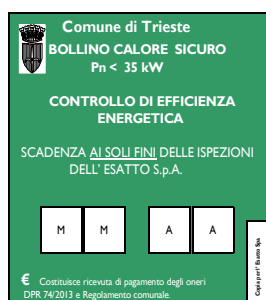 Comune di Trieste
BOLLINO CALORE SICURO
Pn < 35 kW
CONTROLLO DI EFFICIENZA
ENERGETICA
SCADENZA AI SOLI FINI DELLE ISPEZIONI
DELL' ESATTO S.p.A.
M M A A
€ Costituisce ricevuta di pagamento degli oneri
DPR 74/2013 e Regolamento comunale.
Copia per l' Esatto Spa